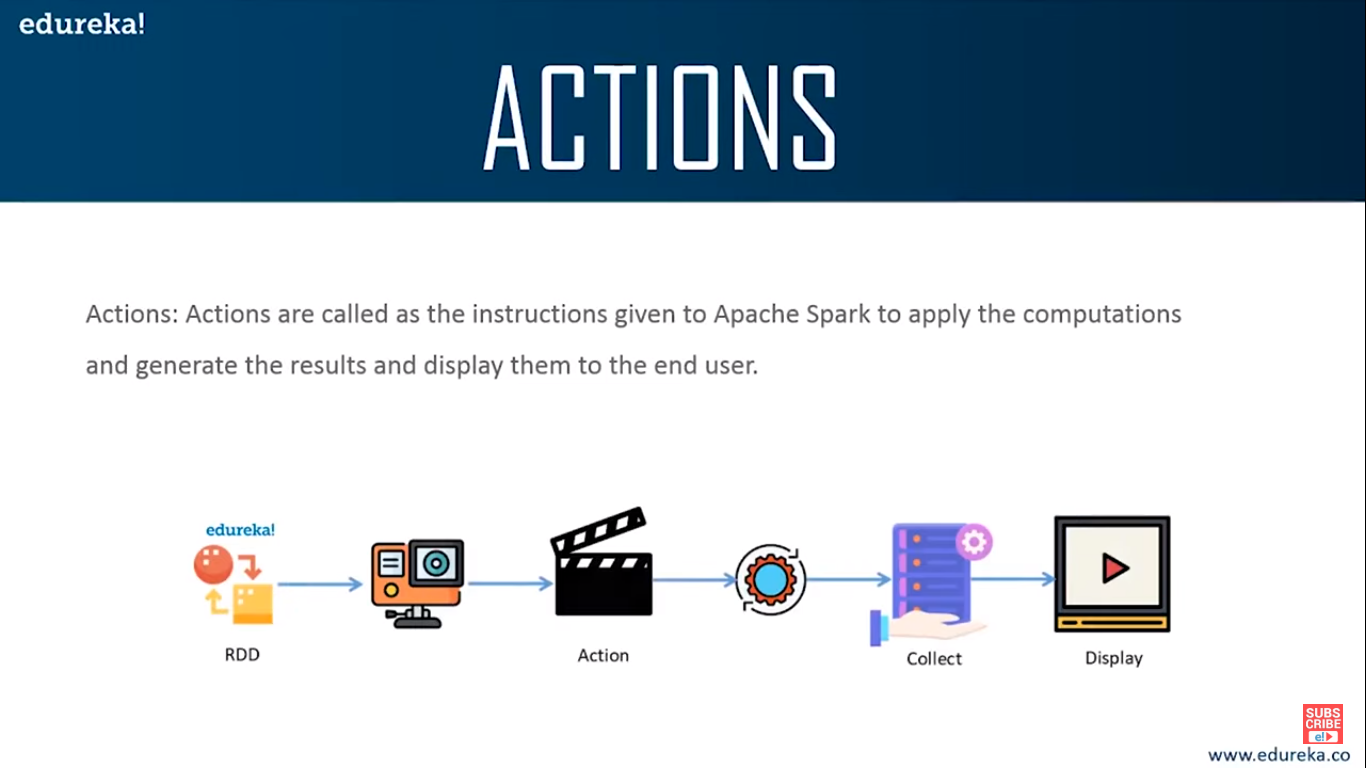 edureka!
ACTIONS
Actions: Actions are called as the instructions given to Apache Spark to apply the computations
and generate the results and display them to the end user.
edureka!
RDD
Action
Collect
Display
SUBS
CRIBE
e!
www.edureka.co